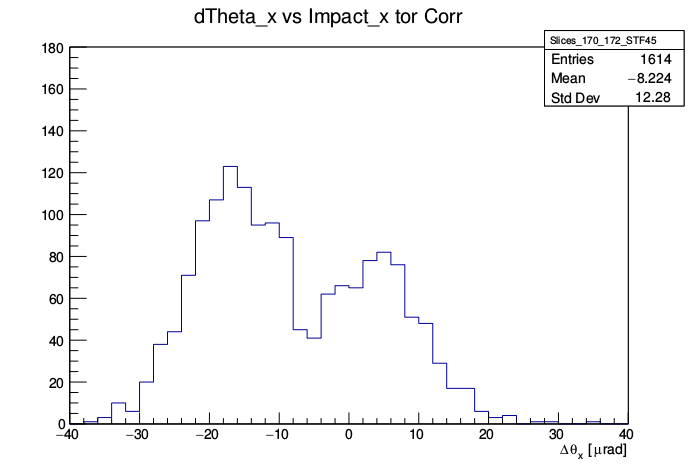 dTheta_x vs Impact_x tor Corr
Slices_170_172_STF45
Entries 1614
Mean −8.224
Std Dev 12.28
180
160
140
120
100
80
60
40
20
0
−40 −30 −20 −10 0 10 20 30 40
Δθx [μrad]